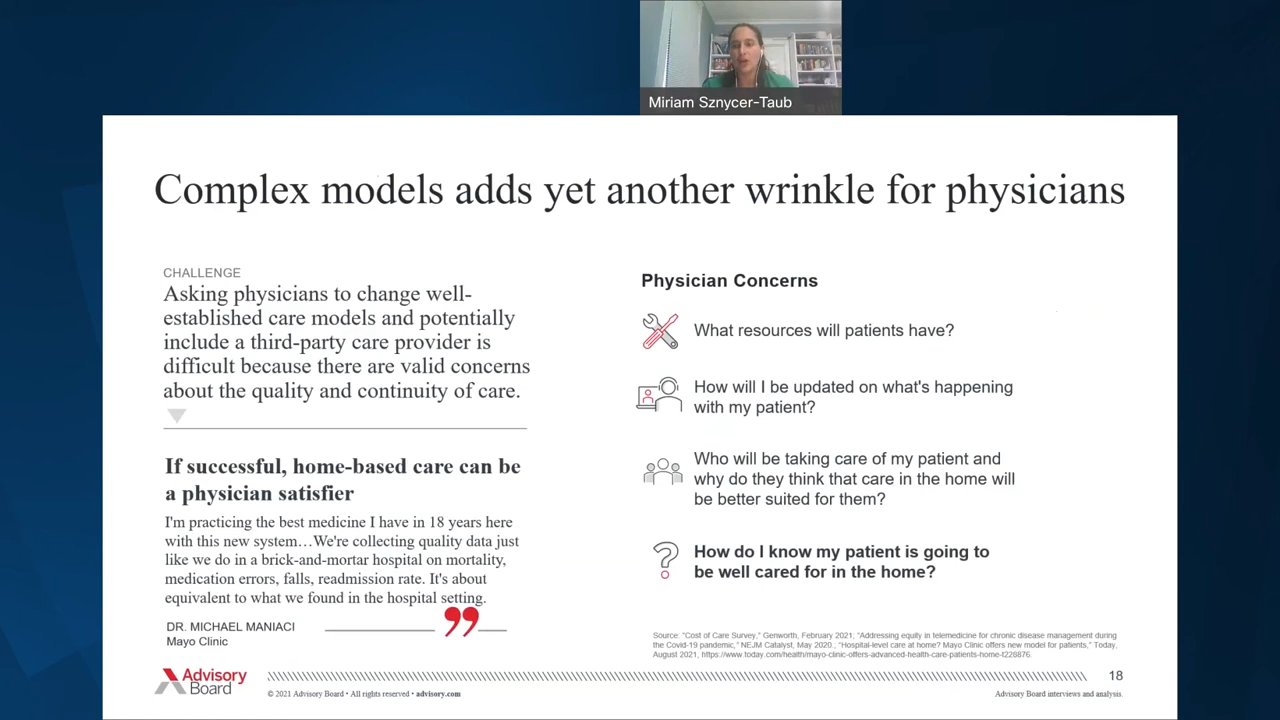 Miriam Sznycer-Taub
Complex models adds yet another wrinkle for physicians
CHALLENGE
Asking physicians to change well-
established care models and potentially
include a third-party care provider is
difficult because there are valid concerns
about the quality and continuity of care.
If successful, home-based care can be
a physician satisfier
I'm practicing the best medicine I have in 18 years here
with this new system…We're collecting quality data just
like we do in a brick-and-mortar hospital on mortality,
medication errors, falls, readmission rate. It's about
equivalent to what we found in the hospital setting.
DR. MICHAEL MANIACI
Mayo Clinic
Physician Concerns
What resources will patients have?
How will I be updated on what's happening
with my patient?
Who will be taking care of my patient and
why do they think that care in the home will
be better suited for them?
How do I know my patient is going to
be well cared for in the home?
Source: "Cost of Care Survey," Genworth, February 2021; "Addressing equity in telemedicine for chronic disease management during
the Covid-19 pandemic," NEJM Catalyst, May 2020., "Hospital-level care at home? Mayo Clinic offers new model for patients," Today,
August 2021, https://www.today.com/health/mayo-clinic-offers-advanced-health-care-patients-home-t228876.
Advisory
Board
18
© 2021 Advisory Board • All rights reserved • advisory.com
Advisory Board interviews and analysis.